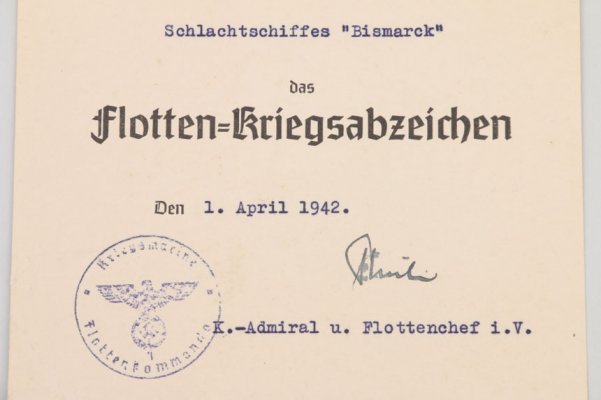 Schlachtschiffes "Bismarck"
das
Flotten=Kriegsabzeichen
Den 1. April 1942.
Kriegsmarine
Flottenkommando
K.-Admiral u. Flottenchef i.V.